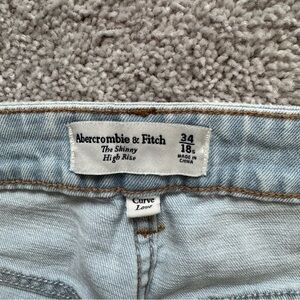 Abercrombie & Fitch
The Skinny
High Rise
34
18S
MADE IN
CHINA
Curve
Love